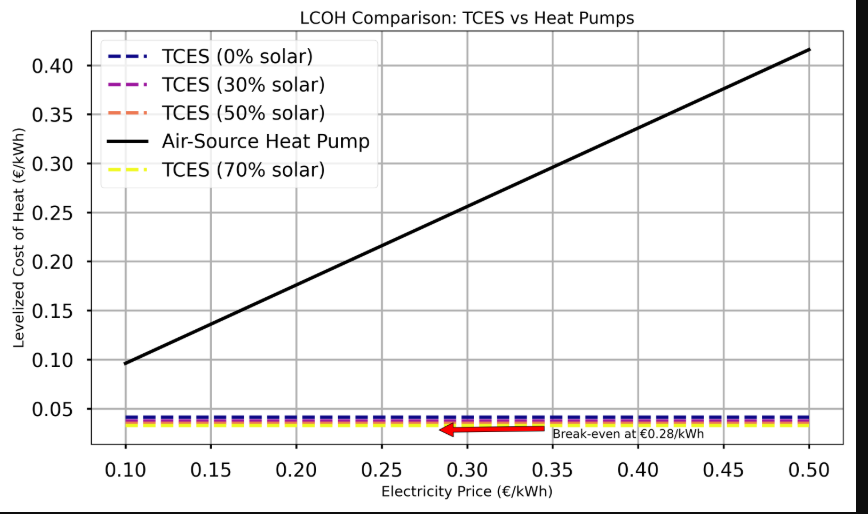 LCOH Comparison: TCES vs Heat Pumps
TCES (0% solar)
TCES (30% solar)
TCES (50% solar)
Air-Source Heat Pump
TCES (70% solar)
Levelized Cost of Heat (€/kWh)
0.40
0.35
0.30
0.25
0.20
0.15
0.10
0.05
Break-even at €0.28/kWh
0.10 0.15 0.20 0.25 0.30 0.35 0.40 0.45 0.50
Electricity Price (€/kWh)